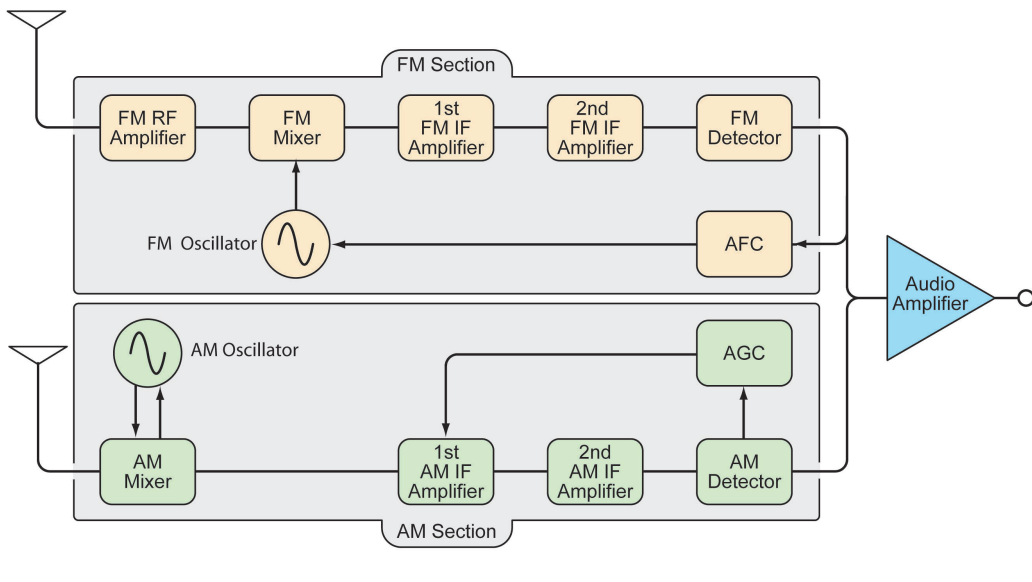 FM Section
FM RF
Amplifier
FM
Mixer
1st
FM IF
Amplifier
2nd
FM IF
Amplifier
FM
Detector
FM Oscillator
AFC
Audio
Amplifier
AM Oscillator
AGC
AM
Mixer
1st
AM IF
Amplifier
2nd
AM IF
Amplifier
AM
Detector
AM Section